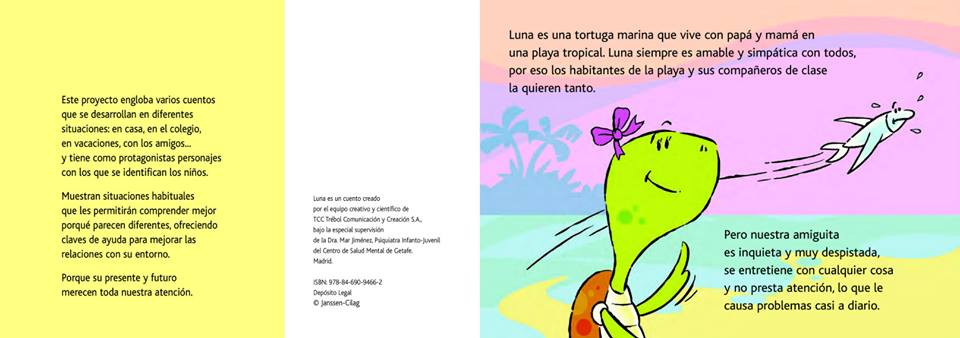 Este proyecto engloba varios cuentos
que se desarrollan en diferentes
situaciones: en casa, en el colegio,
en vacaciones, con los amigos...
y tiene como protagonistas personajes
con los que se identifican los niños.
Muestran situaciones habituales
que les permitirán comprender mejor
porqué parecen diferentes, ofreciendo
claves de ayuda para mejorar las
relaciones con su entorno.
Porque su presente y futuro
merecen toda nuestra atención.
Luna es un cuento creado
por el equipo creativo y científico de
TCC Trébol Comunicación y Creación S.A.,
bajo la especial supervisión
de la Dra. Mar Jiménez, Psiquiatra Infanto-Juvenil
del Centro de Salud Mental de Getafe.
Madrid.
ISBN: 978-84-690-9466-2
Depósito Legal
© Janssen-Cilag
Luna es una tortuga marina que vive con papá y mamá en
una playa tropical. Luna siempre es amable y simpática con todos,
por eso los habitantes de la playa y sus compañeros de clase
la quieren tanto.
Pero nuestra amiguita
es inquieta y muy despistada,
se entretiene con cualquier cosa
y no presta atención, lo que le
causa problemas casi a diario.